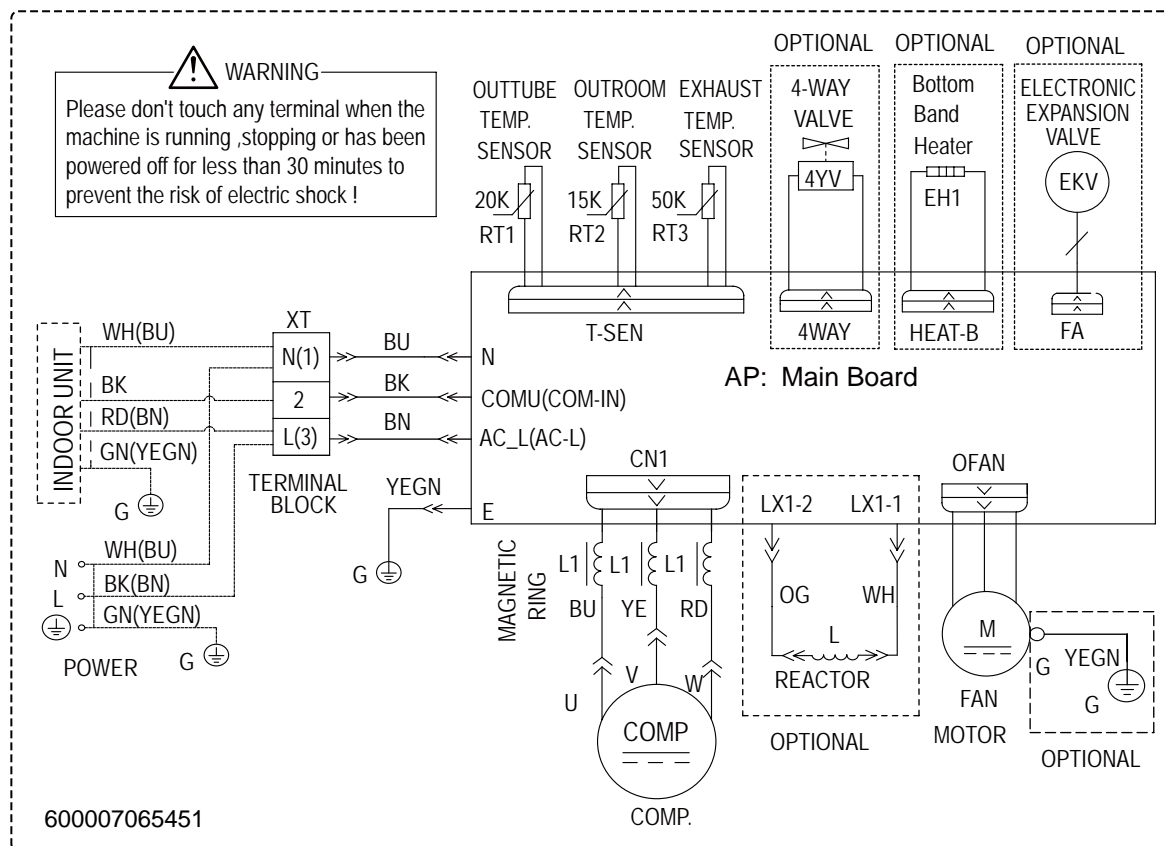 WARNING
Please don't touch any terminal when the
machine is running ,stopping or has been
powered off for less than 30 minutes to
prevent the risk of electric shock !
OUTTUBE
TEMP.
SENSOR
20K
RT1
OUTROOM
TEMP.
SENSOR
15K
RT2
EXHAUST
TEMP.
SENSOR
50K
RT3
T-SEN
OPTIONAL
4-WAY
VALVE
4YV
4WAY
OPTIONAL
Bottom
Band
Heater
EH1
HEAT-B
OPTIONAL
ELECTRONIC
EXPANSION
VALVE
EKV
FA
AP: Main Board
INDOOR UNIT
WH(BU)
BK
RD(BN)
GN(YEGN)
G
XT
N(1)
2
L(3)
TERMINAL
BLOCK
BU
BK
BN
N
COMU(COM-IN)
AC_L(AC-L)
YEGN
E
G
N
L
WH(BU)
BK(BN)
GN(YEGN)
G
POWER
CN1
MAGNETIC
RING
L1
L1
L1
BU
YE
RD
U
V
W
COMP
COMP.
LX1-2
LX1-1
OG
WH
L
REACTOR
OPTIONAL
OFAN
M
FAN
MOTOR
G
YEGN
G
OPTIONAL
600007065451